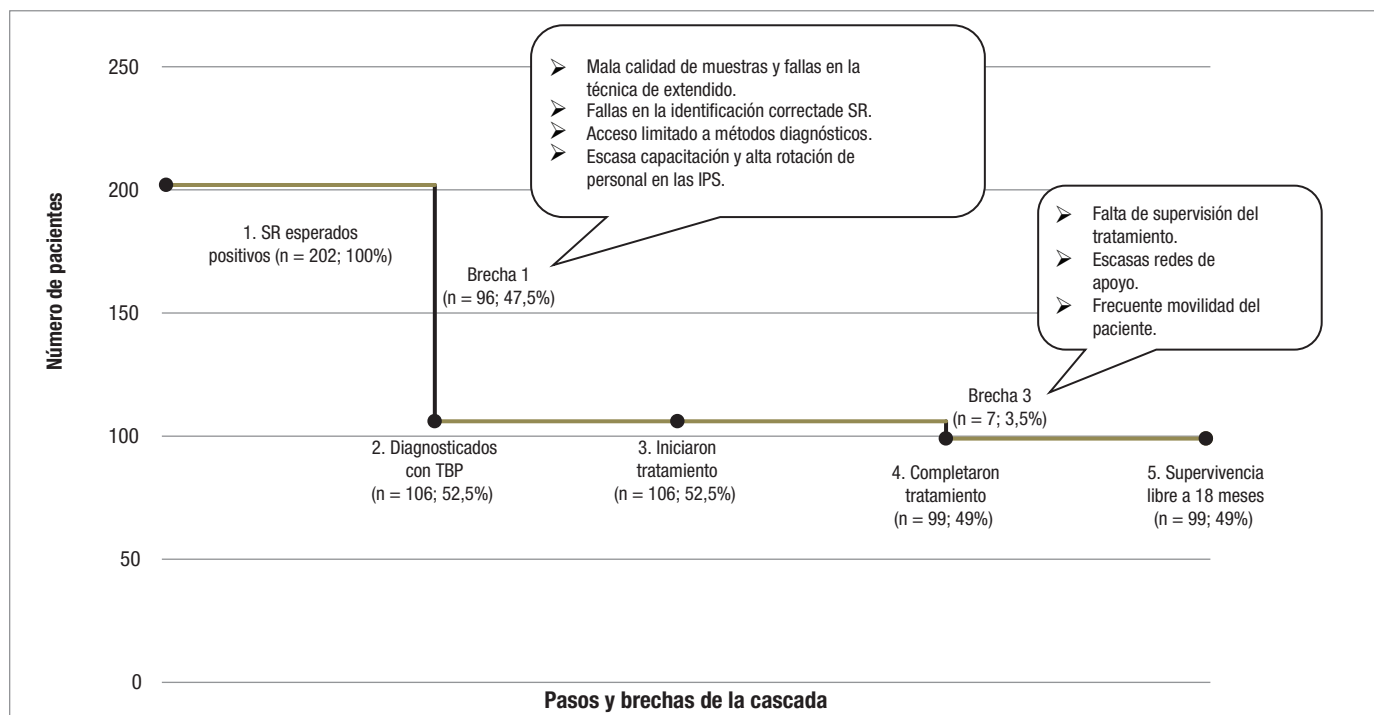 250
200
150
100
50
0
Número de pacientes
➢ Mala calidad de muestras y fallas en la
técnica de extendido.
➢ Fallas en la identificación correctade SR.
➢ Acceso limitado a métodos diagnósticos.
➢ Escasa capacitación y alta rotación de
personal en las IPS.
➢ Falta de supervisión del
tratamiento.
➢ Escasas redes de
apoyo.
➢ Frecuente movilidad del
paciente.
1. SR esperados
positivos (n = 202; 100%)
Brecha 1
(n = 96; 47,5%)
Brecha 3
(n = 7; 3,5%)
2. Diagnosticados
con TBP
(n = 106; 52,5%)
3. Iniciaron
tratamiento
(n = 106; 52,5%)
4. Completaron
tratamiento
(n = 99; 49%)
5. Supervivencia
libre a 18 meses
(n = 99; 49%)
Pasos y brechas de la cascada